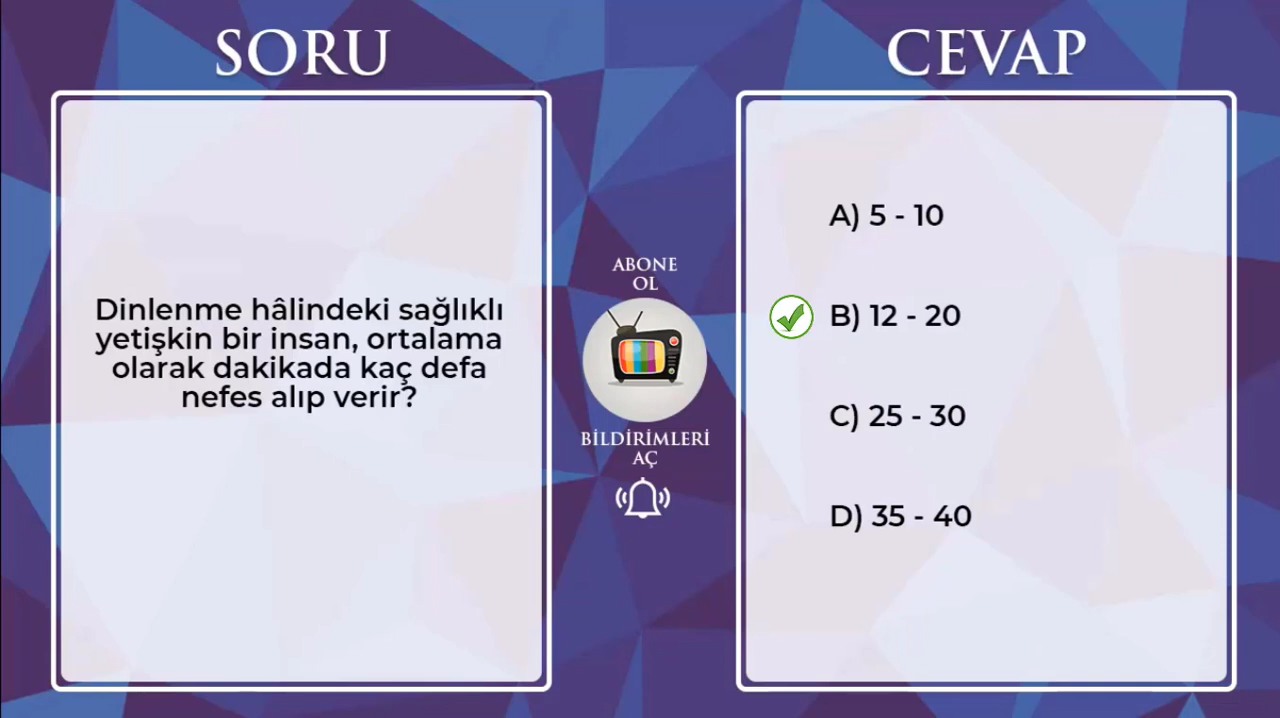 SORU
Dinlenme hâlindeki sağlıklı
yetişkin bir insan, ortalama
olarak dakikada kaç defa
nefes alıp verir?
ABONE
OL
BİLDİRİMLERİ
AÇ
CEVAP
A) 5 - 10
B) 12 - 20
C) 25 - 30
D) 35 - 40